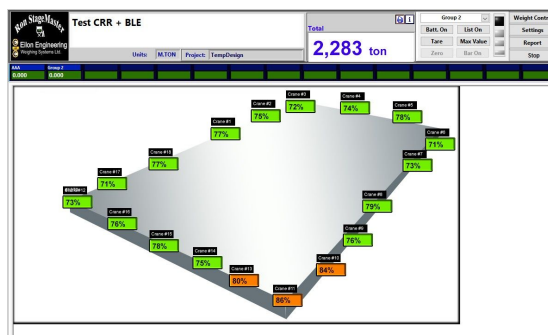 Ron StageMaster
Eilon Engineering
Weighing Systems Ltd.
Test CRR + BLE
Units:
M.TON
Project:
TempDesign
Total
2,283 ton
Group 2
Batt. On
List On
Tare
Max Value
Zero
Bar On
Weight Contr
Settings
Report
Stop
AAA
0.000
Group 2
0.000
Crane #3
72%
Crane #4
74%
Crane #2
75%
Crane #5
78%
Crane #1
77%
Crane #6
71%
Crane #7
73%
Crane #18
77%
Crane #17
71%
73%
Crane #8
79%
Crane #16
76%
Crane #9
76%
Crane #15
78%
Crane #14
75%
Crane #10
84%
Crane #13
80%
Crane #11
86%